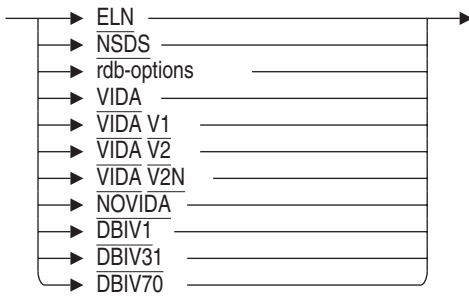 ELN
NSDS
rdb-options
VIDA
VIDA V1
VIDA V2
VIDA V2N
NOVIDA
DBIV1
DBIV31
DBIV70